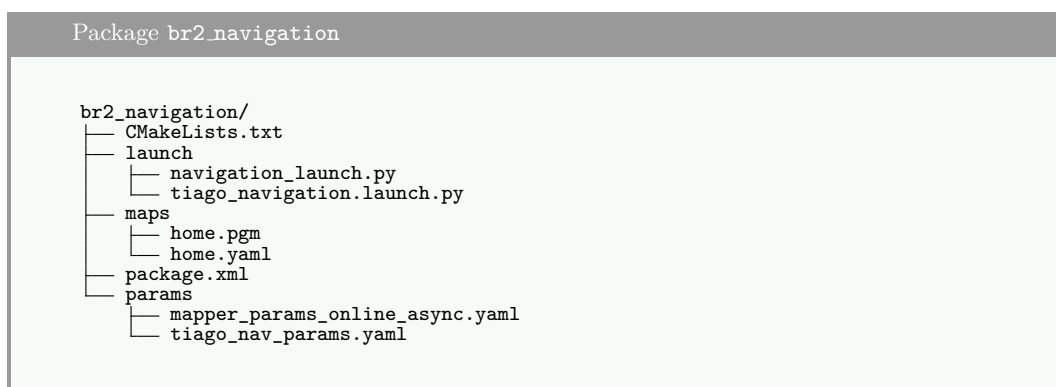 Package br2_navigation
br2_navigation/
├── CMakeLists.txt
├── launch
│   ├── navigation_launch.py
│   └── tiago_navigation.launch.py
├── maps
│   ├── home.pgm
│   └── home.yaml
├── package.xml
└── params
    ├── mapper_params_online_async.yaml
    └── tiago_nav_params.yaml